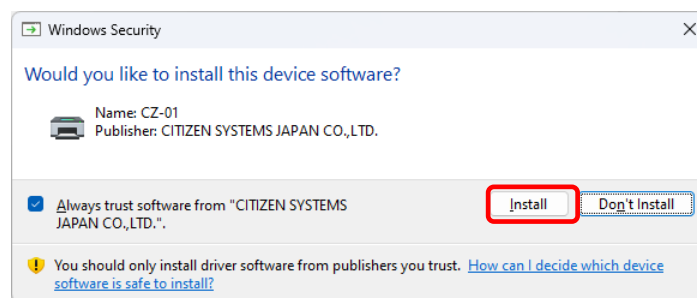 Windows Security
Would you like to install this device software?
Name: CZ-01
Publisher: CITIZEN SYSTEMS JAPAN CO.,LTD.
Always trust software from "CITIZEN SYSTEMS
JAPAN CO.,LTD.".
Install
Don't Install
You should only install driver software from publishers you trust. How can I decide which device
software is safe to install?